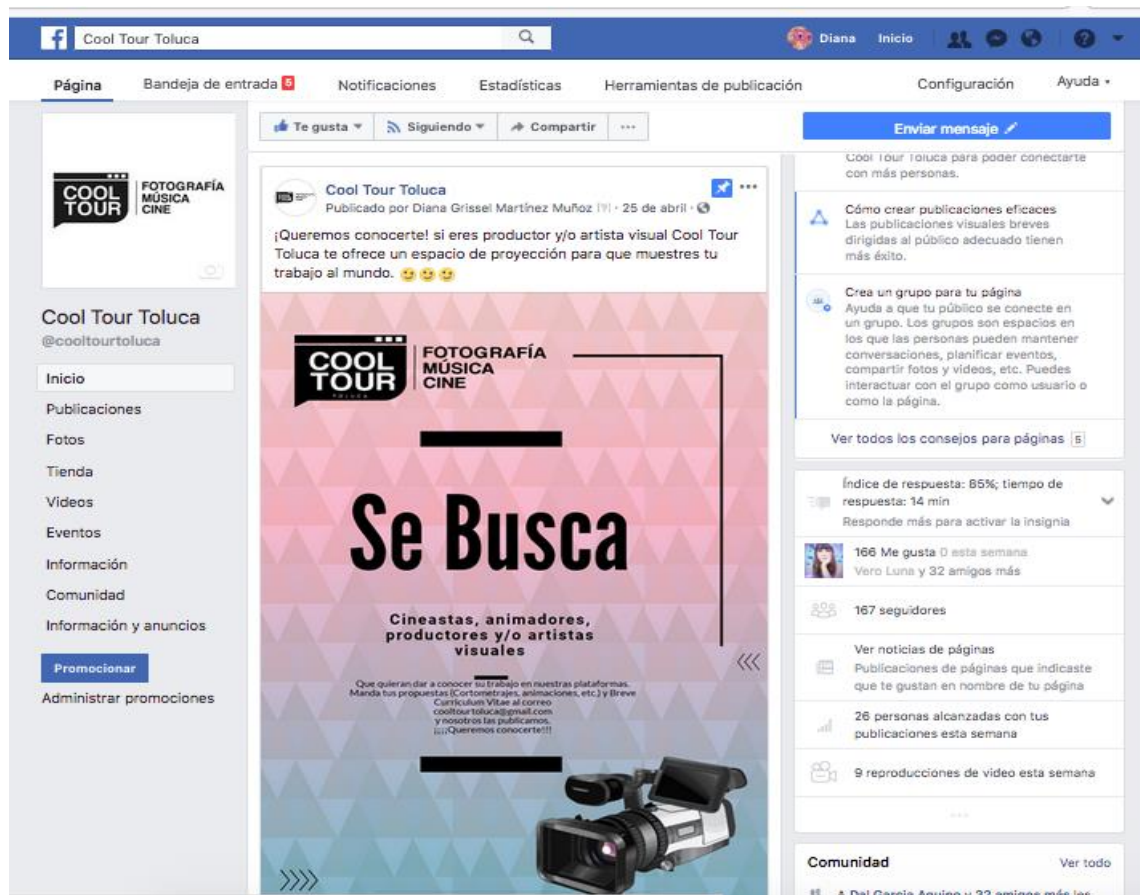 Cool Tour Toluca
Diana Inicio
Página Bandeja de entrada 5 Notificaciones Estadísticas Herramientas de publicación Configuración Ayuda
Te gusta Siguiendo Compartir ...
Enviar mensaje
COOL TOUR
FOTOGRAFÍA
MÚSICA
CINE
Cool Tour Toluca
@cooltourtoluca
Inicio
Publicaciones
Fotos
Tienda
Videos
Eventos
Información
Comunidad
Información y anuncios
Promocionar
Administrar promociones
Cool Tour Toluca
Publicado por Diana Grissel Martínez Muñoz [?] · 25 de abril ·
¡Queremos conocerte! si eres productor y/o artista visual Cool Tour
Toluca te ofrece un espacio de proyección para que muestres tu
trabajo al mundo.
COOL
TOUR
TOLUCA
FOTOGRAFÍA
MÚSICA
CINE
Se Busca
Cineastas, animadores,
productores y/o artistas
visuales
Que quieran dar a conocer su trabajo en nuestras plataformas.
Manda tus propuestas (Cortometrajes, animaciones, etc.) y Breve
Curriculum Vitae al correo
cooltourtoluca@gmail.com
y nosotros las publicamos.
¡¡¡¡Queremos conocerte!!!
Cool Tour Toluca para poder conectarte
con más personas.
Cómo crear publicaciones eficaces
Las publicaciones visuales breves
dirigidas al público adecuado tienen
más éxito.
Crea un grupo para tu página
Ayuda a que tu público se conecte en
un grupo. Los grupos son espacios en
los que las personas pueden mantener
conversaciones, planificar eventos,
compartir fotos y videos, etc. Puedes
interactuar con el grupo como usuario o
como la página.
Ver todos los consejos para páginas 5
Índice de respuesta: 85%; tiempo de
respuesta: 14 min
Responde más para activar la insignia
166 Me gusta 0 esta semana
Vero Luna y 32 amigos más
167 seguidores
Ver noticias de páginas
Publicaciones de páginas que indicaste
que te gustan en nombre de tu página
26 personas alcanzadas con tus
publicaciones esta semana
9 reproducciones de video esta semana
...
Comunidad Ver todo
A Dal Garcia Aquino y 32 amigos más les